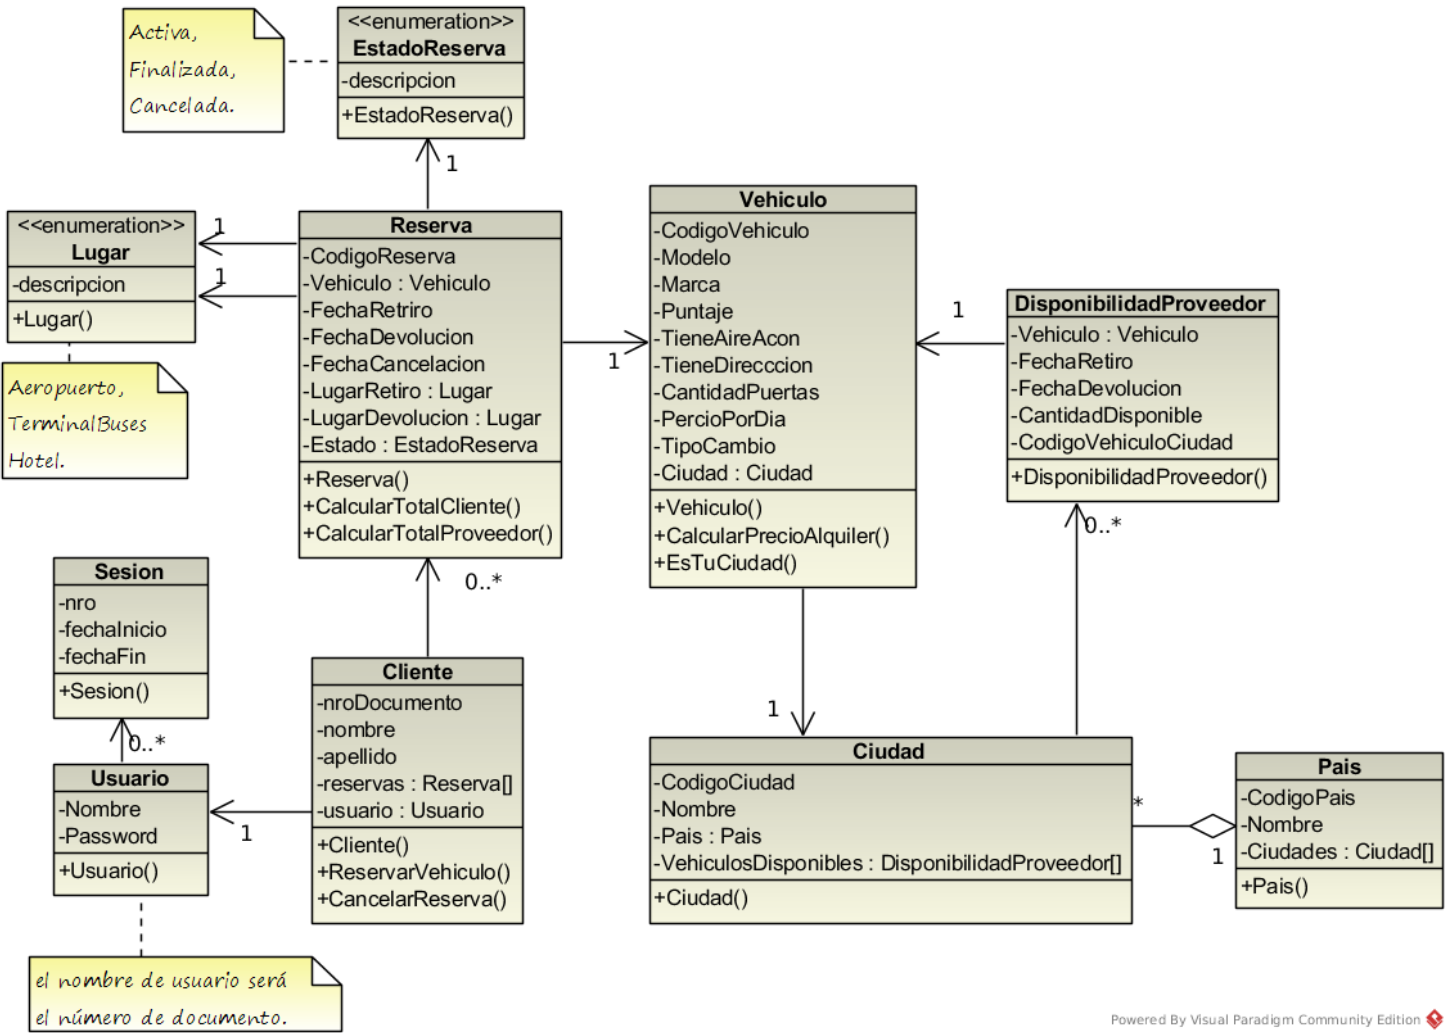 Activa,
Finalizada,
Cancelada.
<<enumeration>>
EstadoReserva
-descripcion
+EstadoReserva()
1
<<enumeration>>
Lugar
-descripcion
+Lugar()
1
1
Aeropuerto,
TerminalBuses
Hotel.
Reserva
-CodigoReserva
-Vehiculo : Vehiculo
-FechaRetriro
-FechaDevolucion
-FechaCancelacion
-LugarRetiro : Lugar
-LugarDevolucion : Lugar
-Estado : EstadoReserva
+Reserva()
+CalcularTotalCliente()
+CalcularTotalProveedor()
1
0..*
Vehiculo
-CodigoVehiculo
-Modelo
-Marca
-Puntaje
-TieneAireAcon
-TieneDirecccion
-CantidadPuertas
-PercioPorDia
-TipoCambio
-Ciudad : Ciudad
+Vehiculo()
+CalcularPrecioAlquiler()
+EsTuCiudad()
1
1
DisponibilidadProveedor
-Vehiculo : Vehiculo
-FechaRetiro
-FechaDevolucion
-CantidadDisponible
-CodigoVehiculoCiudad
+DisponibilidadProveedor()
0..*
Sesion
-nro
-fechaInicio
-fechaFin
+Sesion()
0..*
Usuario
-Nombre
-Password
+Usuario()
1
el nombre de usuario será
el número de documento.
Cliente
-nroDocumento
-nombre
-apellido
-reservas : Reserva[]
-usuario : Usuario
+Cliente()
+ReservarVehiculo()
+CancelarReserva()
Ciudad
-CodigoCiudad
-Nombre
-Pais : Pais
-VehiculosDisponibles : DisponibilidadProveedor[]
+Ciudad()
*
1
Pais
-CodigoPais
-Nombre
-Ciudades : Ciudad[]
+Pais()
Powered By Visual Paradigm Community Edition